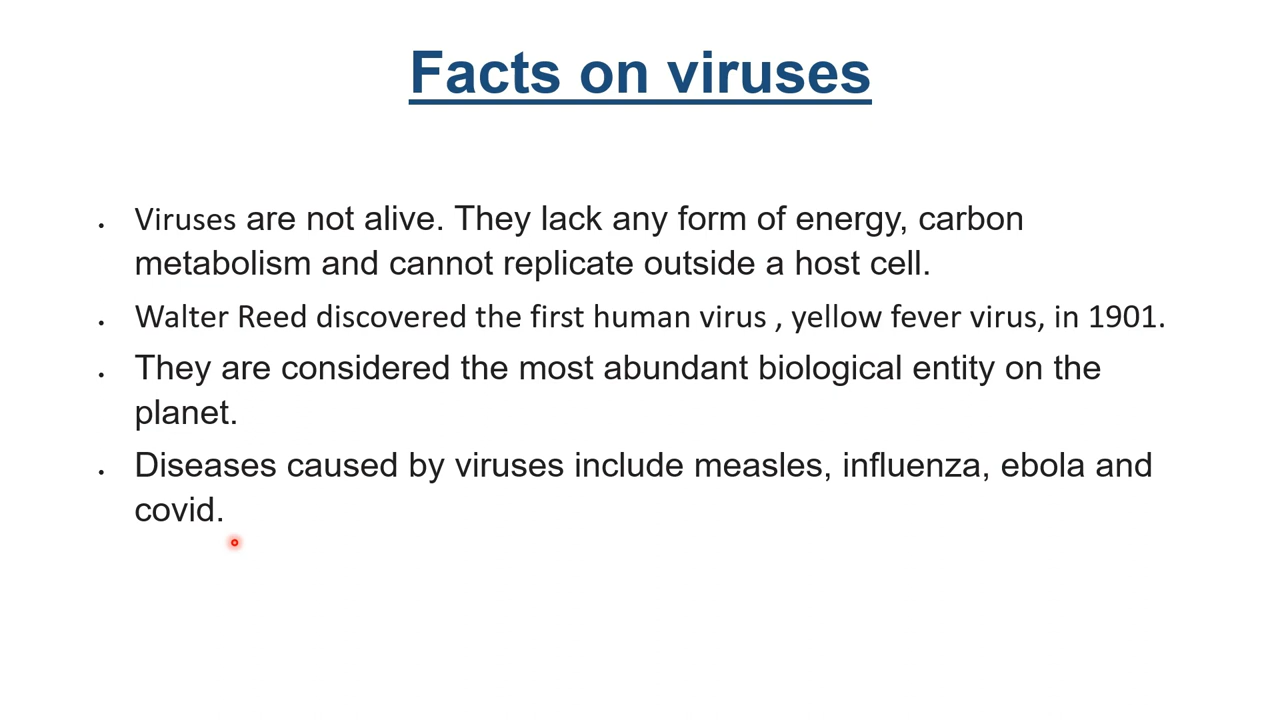 Facts on viruses
• Viruses are not alive. They lack any form of energy, carbon
metabolism and cannot replicate outside a host cell.
• Walter Reed discovered the first human virus , yellow fever virus, in 1901.
• They are considered the most abundant biological entity on the
planet.
• Diseases caused by viruses include measles, influenza, ebola and
covid.